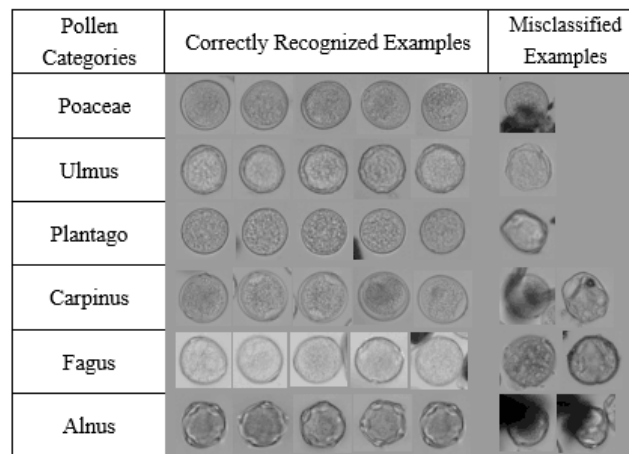 Pollen
Categories
Correctly Recognized Examples
Misclassified
Examples
Poaceae
Ulmus
Plantago
Carpinus
Fagus
Alnus